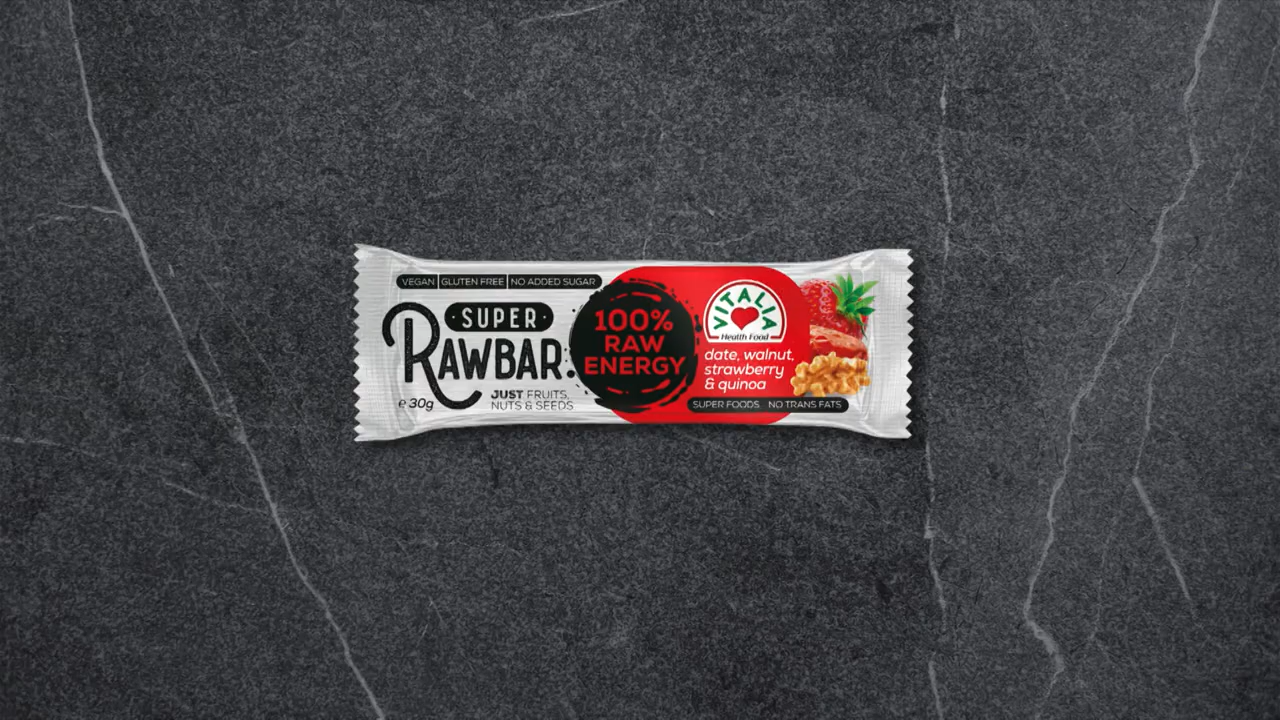 VEGAN | GLUTEN FREE | NO ADDED SUGAR
SUPER
RAWBAR.
JUST FRUITS,
NUTS & SEEDS
e 30g
100%
RAW
ENERGY
VITALIA
Health Food
date, walnut,
strawberry
& quinoa
SUPER FOODS NO TRANS FATS